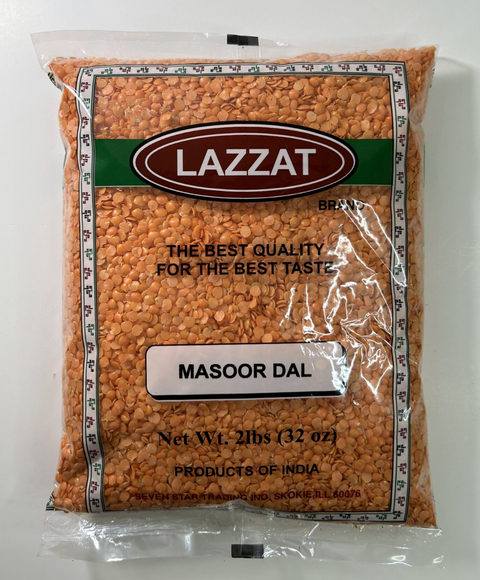 LAZZAT
BRAND
THE BEST QUALITY
FOR THE BEST TASTE
MASOOR DAL
Net Wt. 2lbs (32 oz)
PRODUCTS OF INDIA
SEVEN STAR TRADING IND, SKOKIE ILL 60076